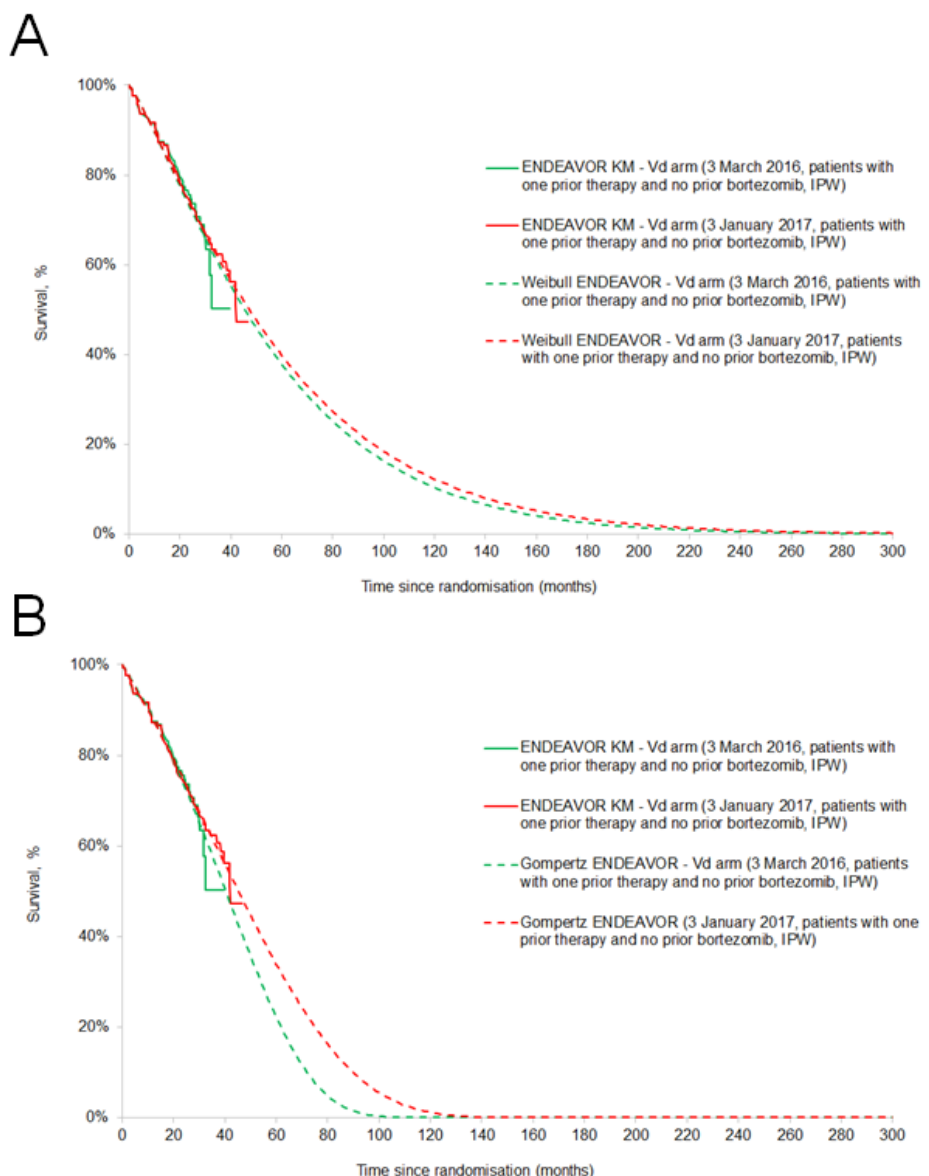 A
100%
80%
60%
40%
20%
0%
Survival, %
ENDEAVOR KM - Vd arm (3 March 2016, patients with
one prior therapy and no prior bortezomib, IPW)
ENDEAVOR KM - Vd arm (3 January 2017, patients with
one prior therapy and no prior bortezomib, IPW)
Weibull ENDEAVOR - Vd arm (3 March 2016, patients with
one prior therapy and no prior bortezomib, IPW)
Weibull ENDEAVOR - Vd arm (3 January 2017, patients
with one prior therapy and no prior bortezomib, IPW)
0 20 40 60 80 100 120 140 160 180 200 220 240 260 280 300
Time since randomisation (months)
B
100%
80%
60%
40%
20%
0%
Survival, %
ENDEAVOR KM - Vd arm (3 March 2016, patients with
one prior therapy and no prior bortezomib, IPW)
ENDEAVOR KM - Vd arm (3 January 2017, patients with
one prior therapy and no prior bortezomib, IPW)
Gompertz ENDEAVOR - Vd arm (3 March 2016, patients
with one prior therapy and no prior bortezomib, IPW)
Gompertz ENDEAVOR (3 January 2017, patients with one
prior therapy and no prior bortezomib, IPW)
0 20 40 60 80 100 120 140 160 180 200 220 240 260 280 300
Time since randomisation (months)